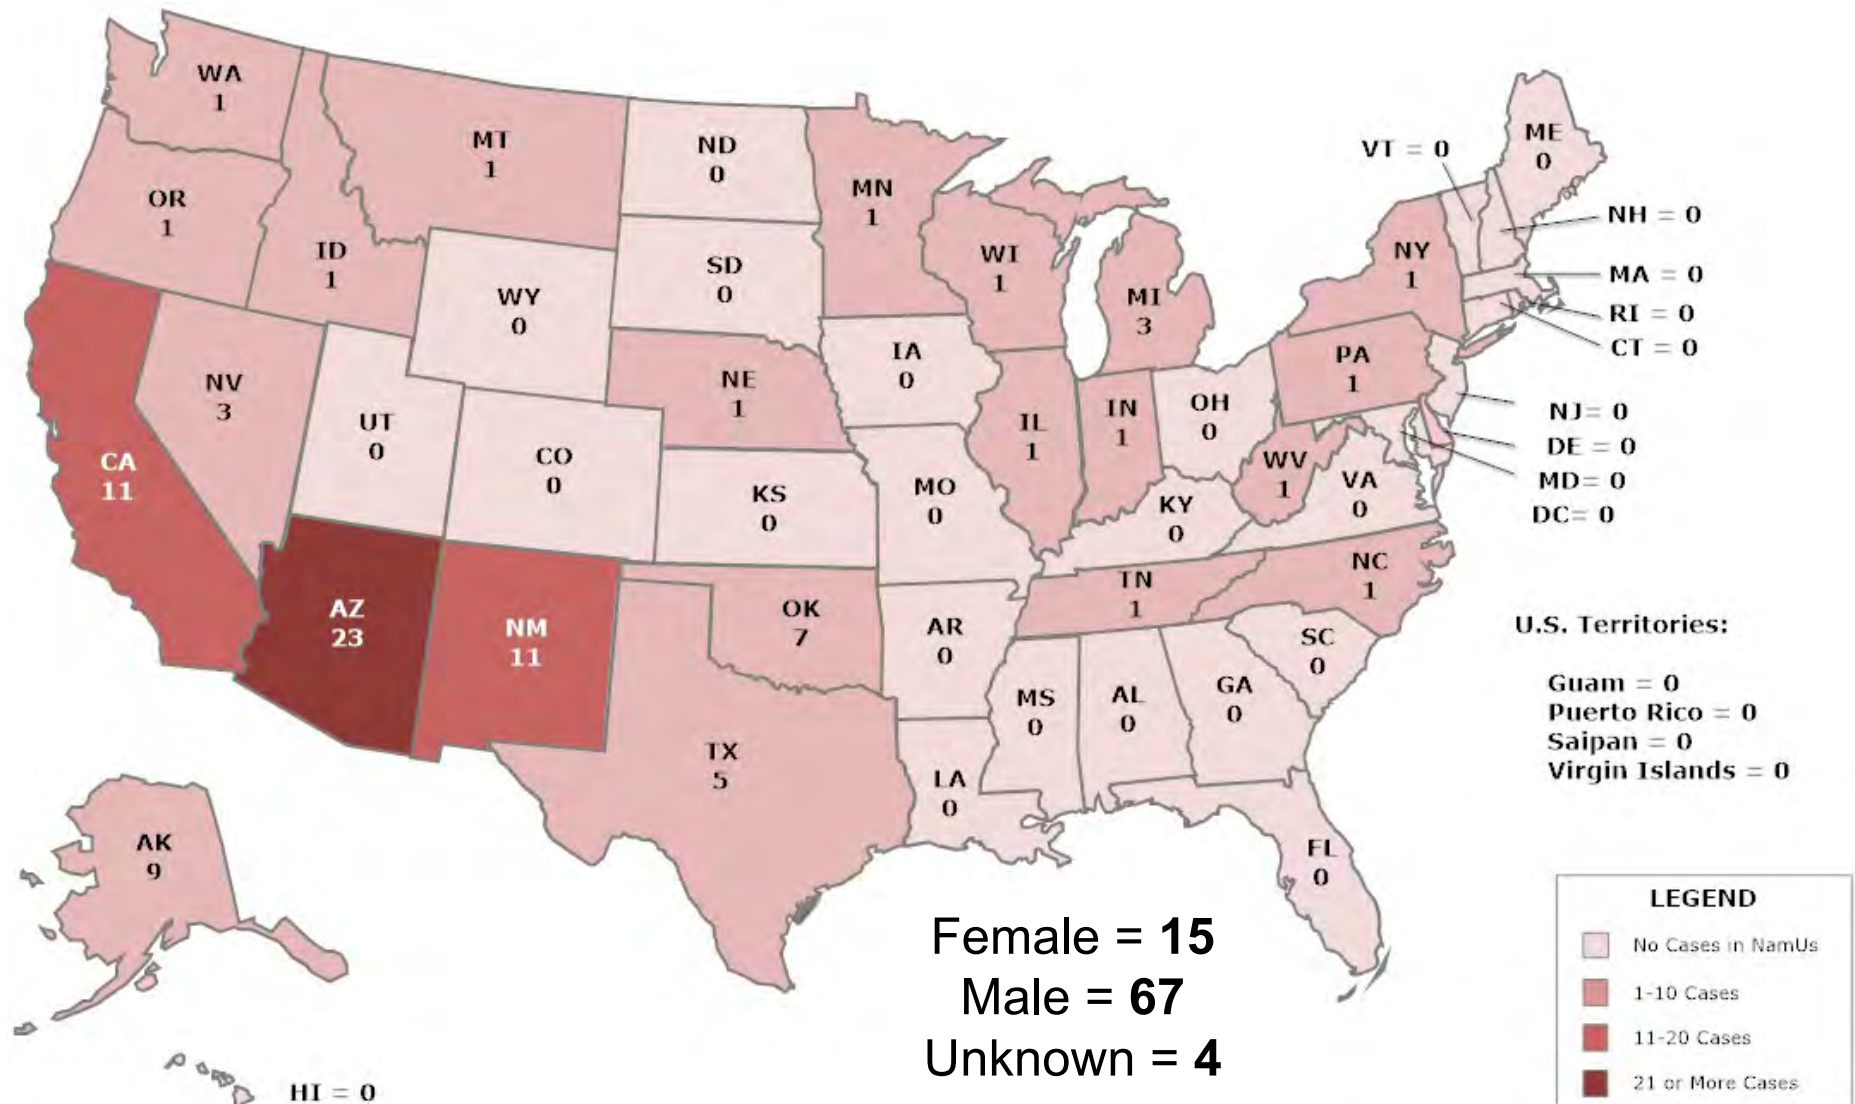 WA
1
OR
1
CA
11
ID
1
NV
3
MT
1
WY
0
UT
0
CO
0
AZ
23
NM
11
ND
0
SD
0
NE
1
KS
0
OK
7
TX
5
MN
1
IA
0
MO
0
AR
0
LA
0
WI
1
IL
1
MI
3
IN
1
OH
0
KY
0
TN
1
MS
0
AL
0
GA
0
FL
0
SC
0
NC
1
VA
0
WV
1
PA
1
NY
1
VT = 0
ME
0
NH = 0
MA = 0
RI = 0
CT = 0
NJ= 0
DE = 0
MD= 0
DC= 0
U.S. Territories:
Guam = 0
Puerto Rico = 0
Saipan = 0
Virgin Islands = 0
AK
9
HI = 0
Female = 15
Male = 67
Unknown = 4
LEGEND
No Cases in NamUs
1-10 Cases
11-20 Cases
21 or More Cases